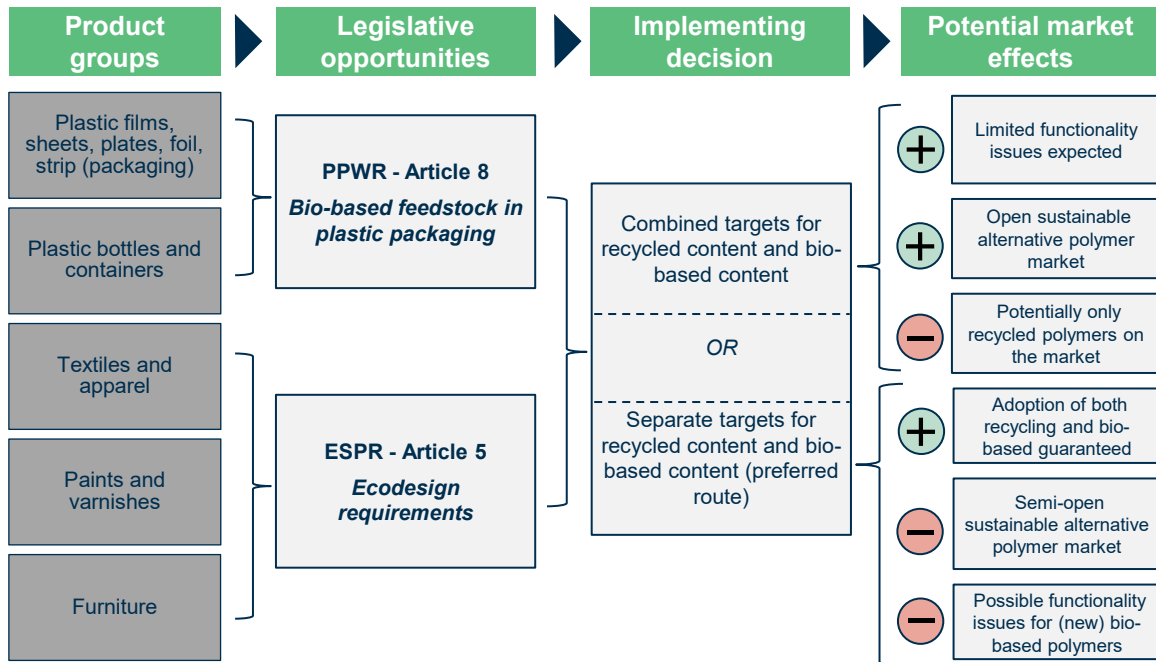 Product
groups
Legislative
opportunities
Implementing
decision
Potential market
effects
Plastic films,
sheets, plates, foil,
strip (packaging)
Plastic bottles and
containers
Textiles and
apparel
Paints and
varnishes
Furniture
PPWR - Article 8
Bio-based feedstock in
plastic packaging
ESPR - Article 5
Ecodesign
requirements
Combined targets for
recycled content and bio-
based content
OR
Separate targets for
recycled content and bio-
based content (preferred
route)
Limited functionality
issues expected
Open sustainable
alternative polymer
market
Potentially only
recycled polymers on
the market
Adoption of both
recycling and bio-
based guaranteed
Semi-open
sustainable alternative
polymer market
Possible functionality
issues for (new) bio-
based polymers